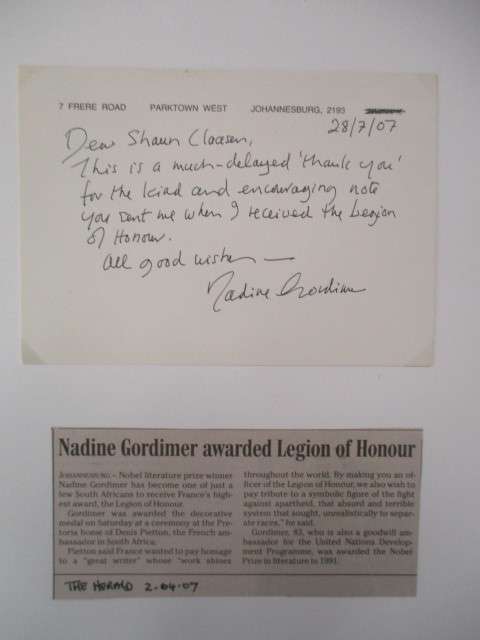 7 FRERE ROAD PARKTOWN WEST JOHANNESBURG, 2193
28/7/07
Dear Shaun Claasen,
This is a much-delayed 'thank you'
for the kind and encouraging note
you sent me when I received the Legion
of Honour.
All good wishes —
Nadine Gordimer
Nadine Gordimer awarded Legion of Honour
JOHANNESBURG – Nobel literature prize winner
Nadine Gordimer has become one of just a
few South Africans to receive France's high-
est award, the Legion of Honour.
Gordimer was awarded the decorative
medal on Saturday at a ceremony at the Pre-
toria home of Denis Pietton, the French am-
bassador in South Africa.
Pietton said France wanted to pay homage
to a "great writer" whose "work shines
throughout the world. By making you an of-
ficer of the Legion of Honour, we also wish to
pay tribute to a symbolic figure of the fight
against apartheid, that absurd and terrible
system that sought, unrealistically to separ-
ate races," he said.
Gordimer, 83, who is also a goodwill am-
bassador for the United Nations Develop-
ment Programme, was awarded the Nobel
Prize in literature in 1991.
THE HERALD 2.04.07